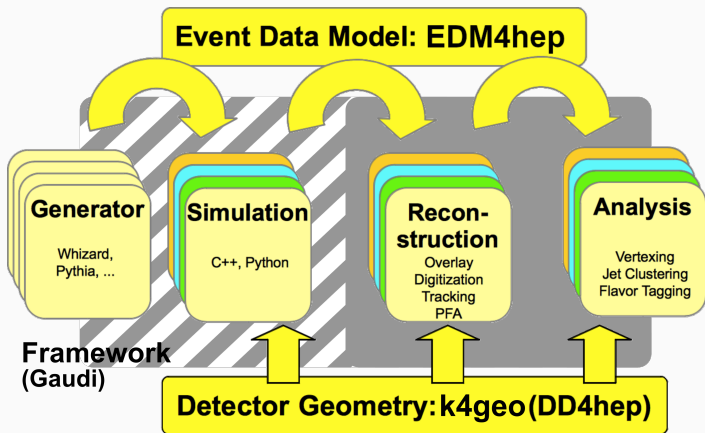 Event Data Model: EDM4hep
Generator
Whizard,
Pythia, ...
Simulation
C++, Python
Recon-
struction
Overlay
Digitization
Tracking
PFA
Analysis
Vertexing
Jet Clustering
Flavor Tagging
Framework
(Gaudi)
Detector Geometry: k4geo (DD4hep)